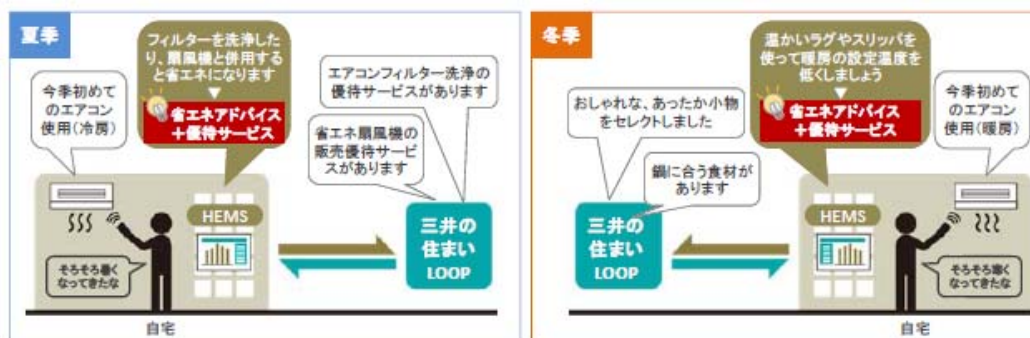 夏季
フィルターを洗浄した
り、扇風機と併用する
と省エネになります
省エネアドバイス
＋優待サービス
今季初めて
のエアコン
使用(冷房)
エアコンフィルター洗浄の
優待サービスがあります
省エネ扇風機の
販売優待サービ
スがあります
HEMS
そろそろ暑く
なってきたな
三井の
住まい
LOOP
自宅
冬季
温かいラグやスリッパを
使って暖房の設定温度を
低くしましょう
省エネアドバイス
＋優待サービス
おしゃれな、あったか小物
をセレクトしました
今季初めて
のエアコン
使用(暖房)
鍋に合う食材が
あります
三井の
住まい
LOOP
HEMS
そろそろ寒く
なってきたな
自宅